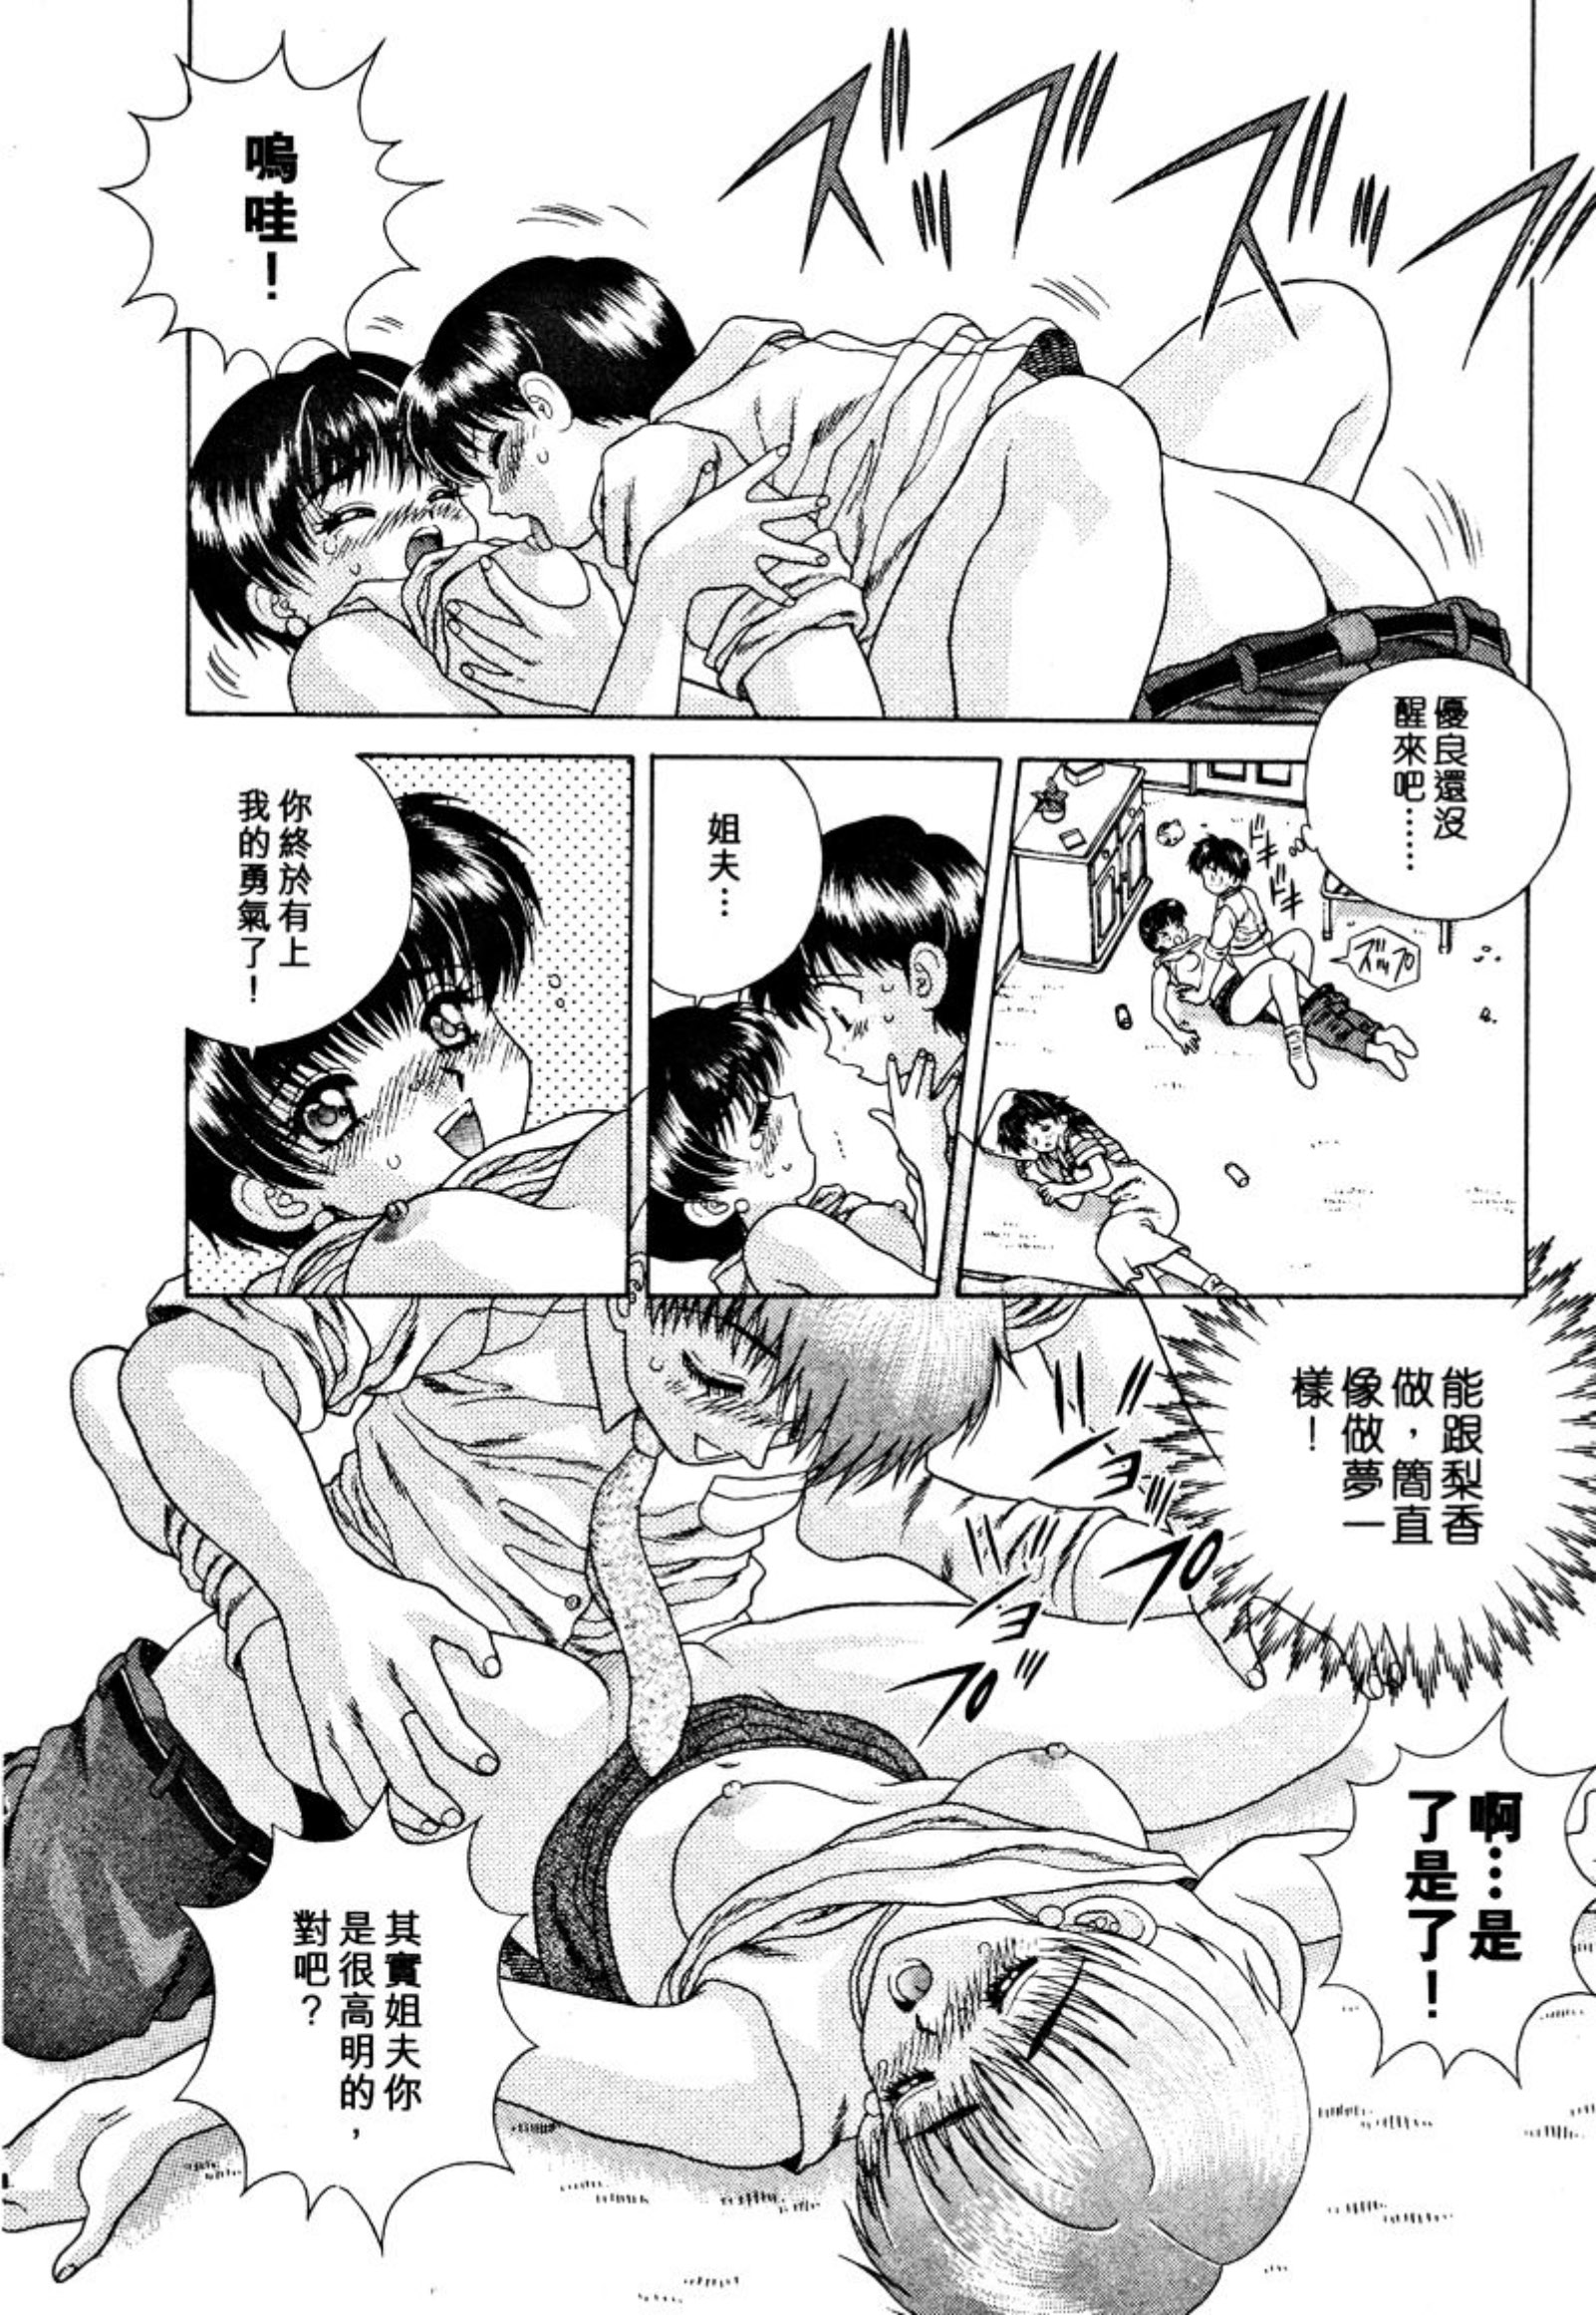 ズズズズ
嗚哇！
優良還沒
醒來吧……
ドキ
ドキ
ズップ
姐夫…
你終於有上
我的勇氣了！
能跟梨香
做，簡直
像做夢一
樣！
啊…是
了是了！
其實姐夫你
是很高明的，
對吧？